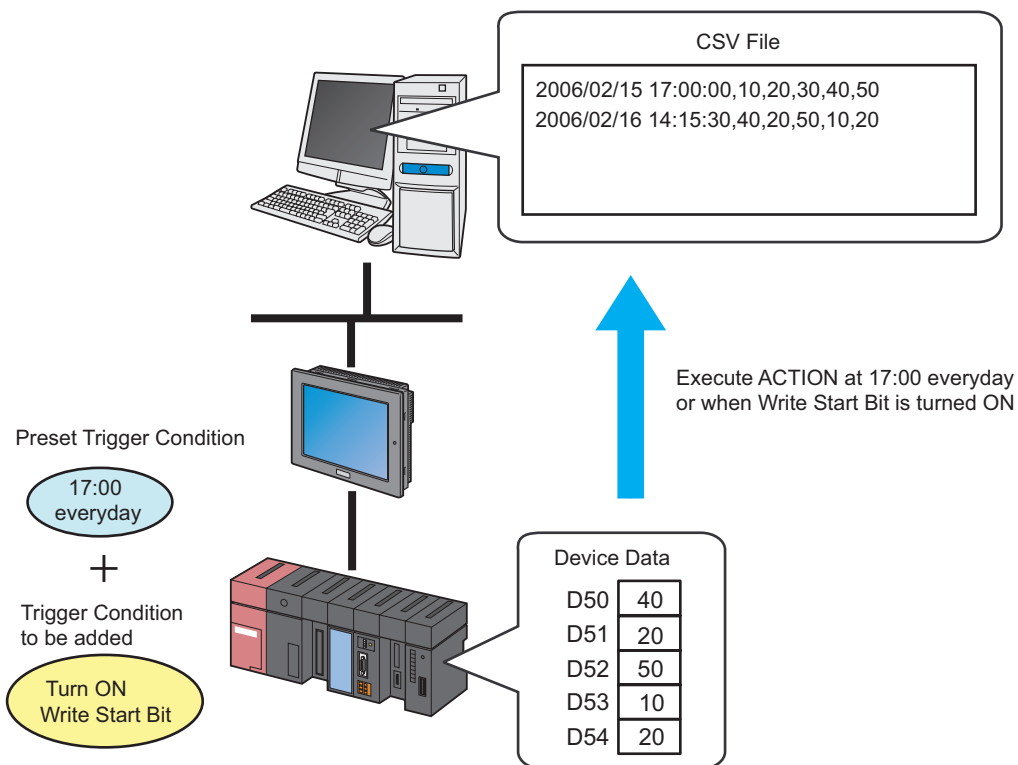 CSV File
2006/02/15 17:00:00,10,20,30,40,50
2006/02/16 14:15:30,40,20,50,10,20
Execute ACTION at 17:00 everyday
or when Write Start Bit is turned ON
Preset Trigger Condition
17:00
everyday
+
Trigger Condition
to be added
Turn ON
Write Start Bit
Device Data
D50 40
D51 20
D52 50
D53 10
D54 20